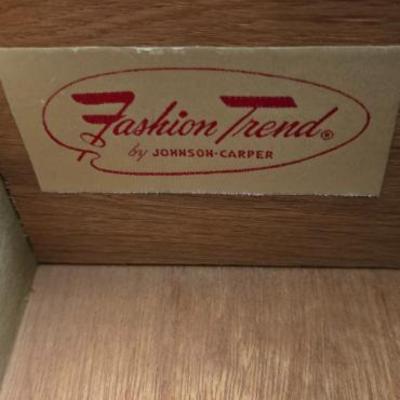 Fashion Trend®
by JOHNSON-CARPER